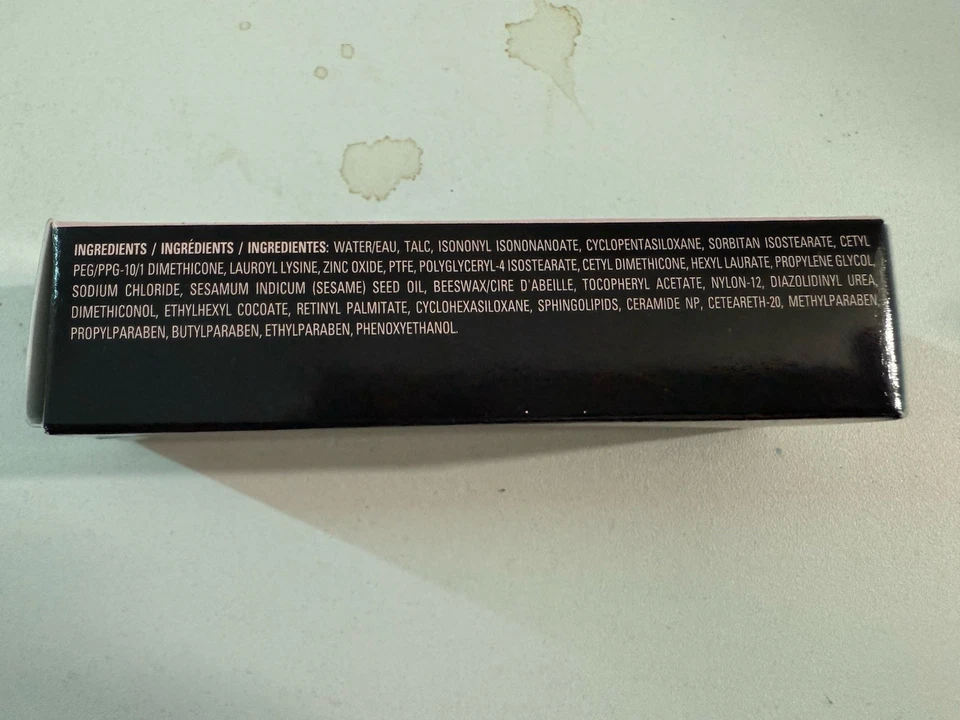 INGREDIENTS / INGRÉDIENTS / INGREDIENTES: WATER/EAU, TALC, ISONONYL ISONONANOATE, CYCLOPENTASILOXANE, SORBITAN ISOSTEARATE, CETYL
PEG/PPG-10/1 DIMETHICONE, LAUROYL LYSINE, ZINC OXIDE, PTFE, POLYGLYCERYL-4 ISOSTEARATE, CETYL DIMETHICONE, HEXYL LAURATE, PROPYLENE GLYCOL,
SODIUM CHLORIDE, SESAMUM INDICUM (SESAME) SEED OIL, BEESWAX/CIRE D'ABEILLE, TOCOPHERYL ACETATE, NYLON-12, DIAZOLIDINYL UREA,
DIMETHICONOL, ETHYLHEXYL COCOATE, RETINYL PALMITATE, CYCLOHEXASILOXANE, SPHINGOLIPIDS, CERAMIDE NP, CETEARETH-20, METHYLPARABEN,
PROPYLPARABEN, BUTYLPARABEN, ETHYLPARABEN, PHENOXYETHANOL.